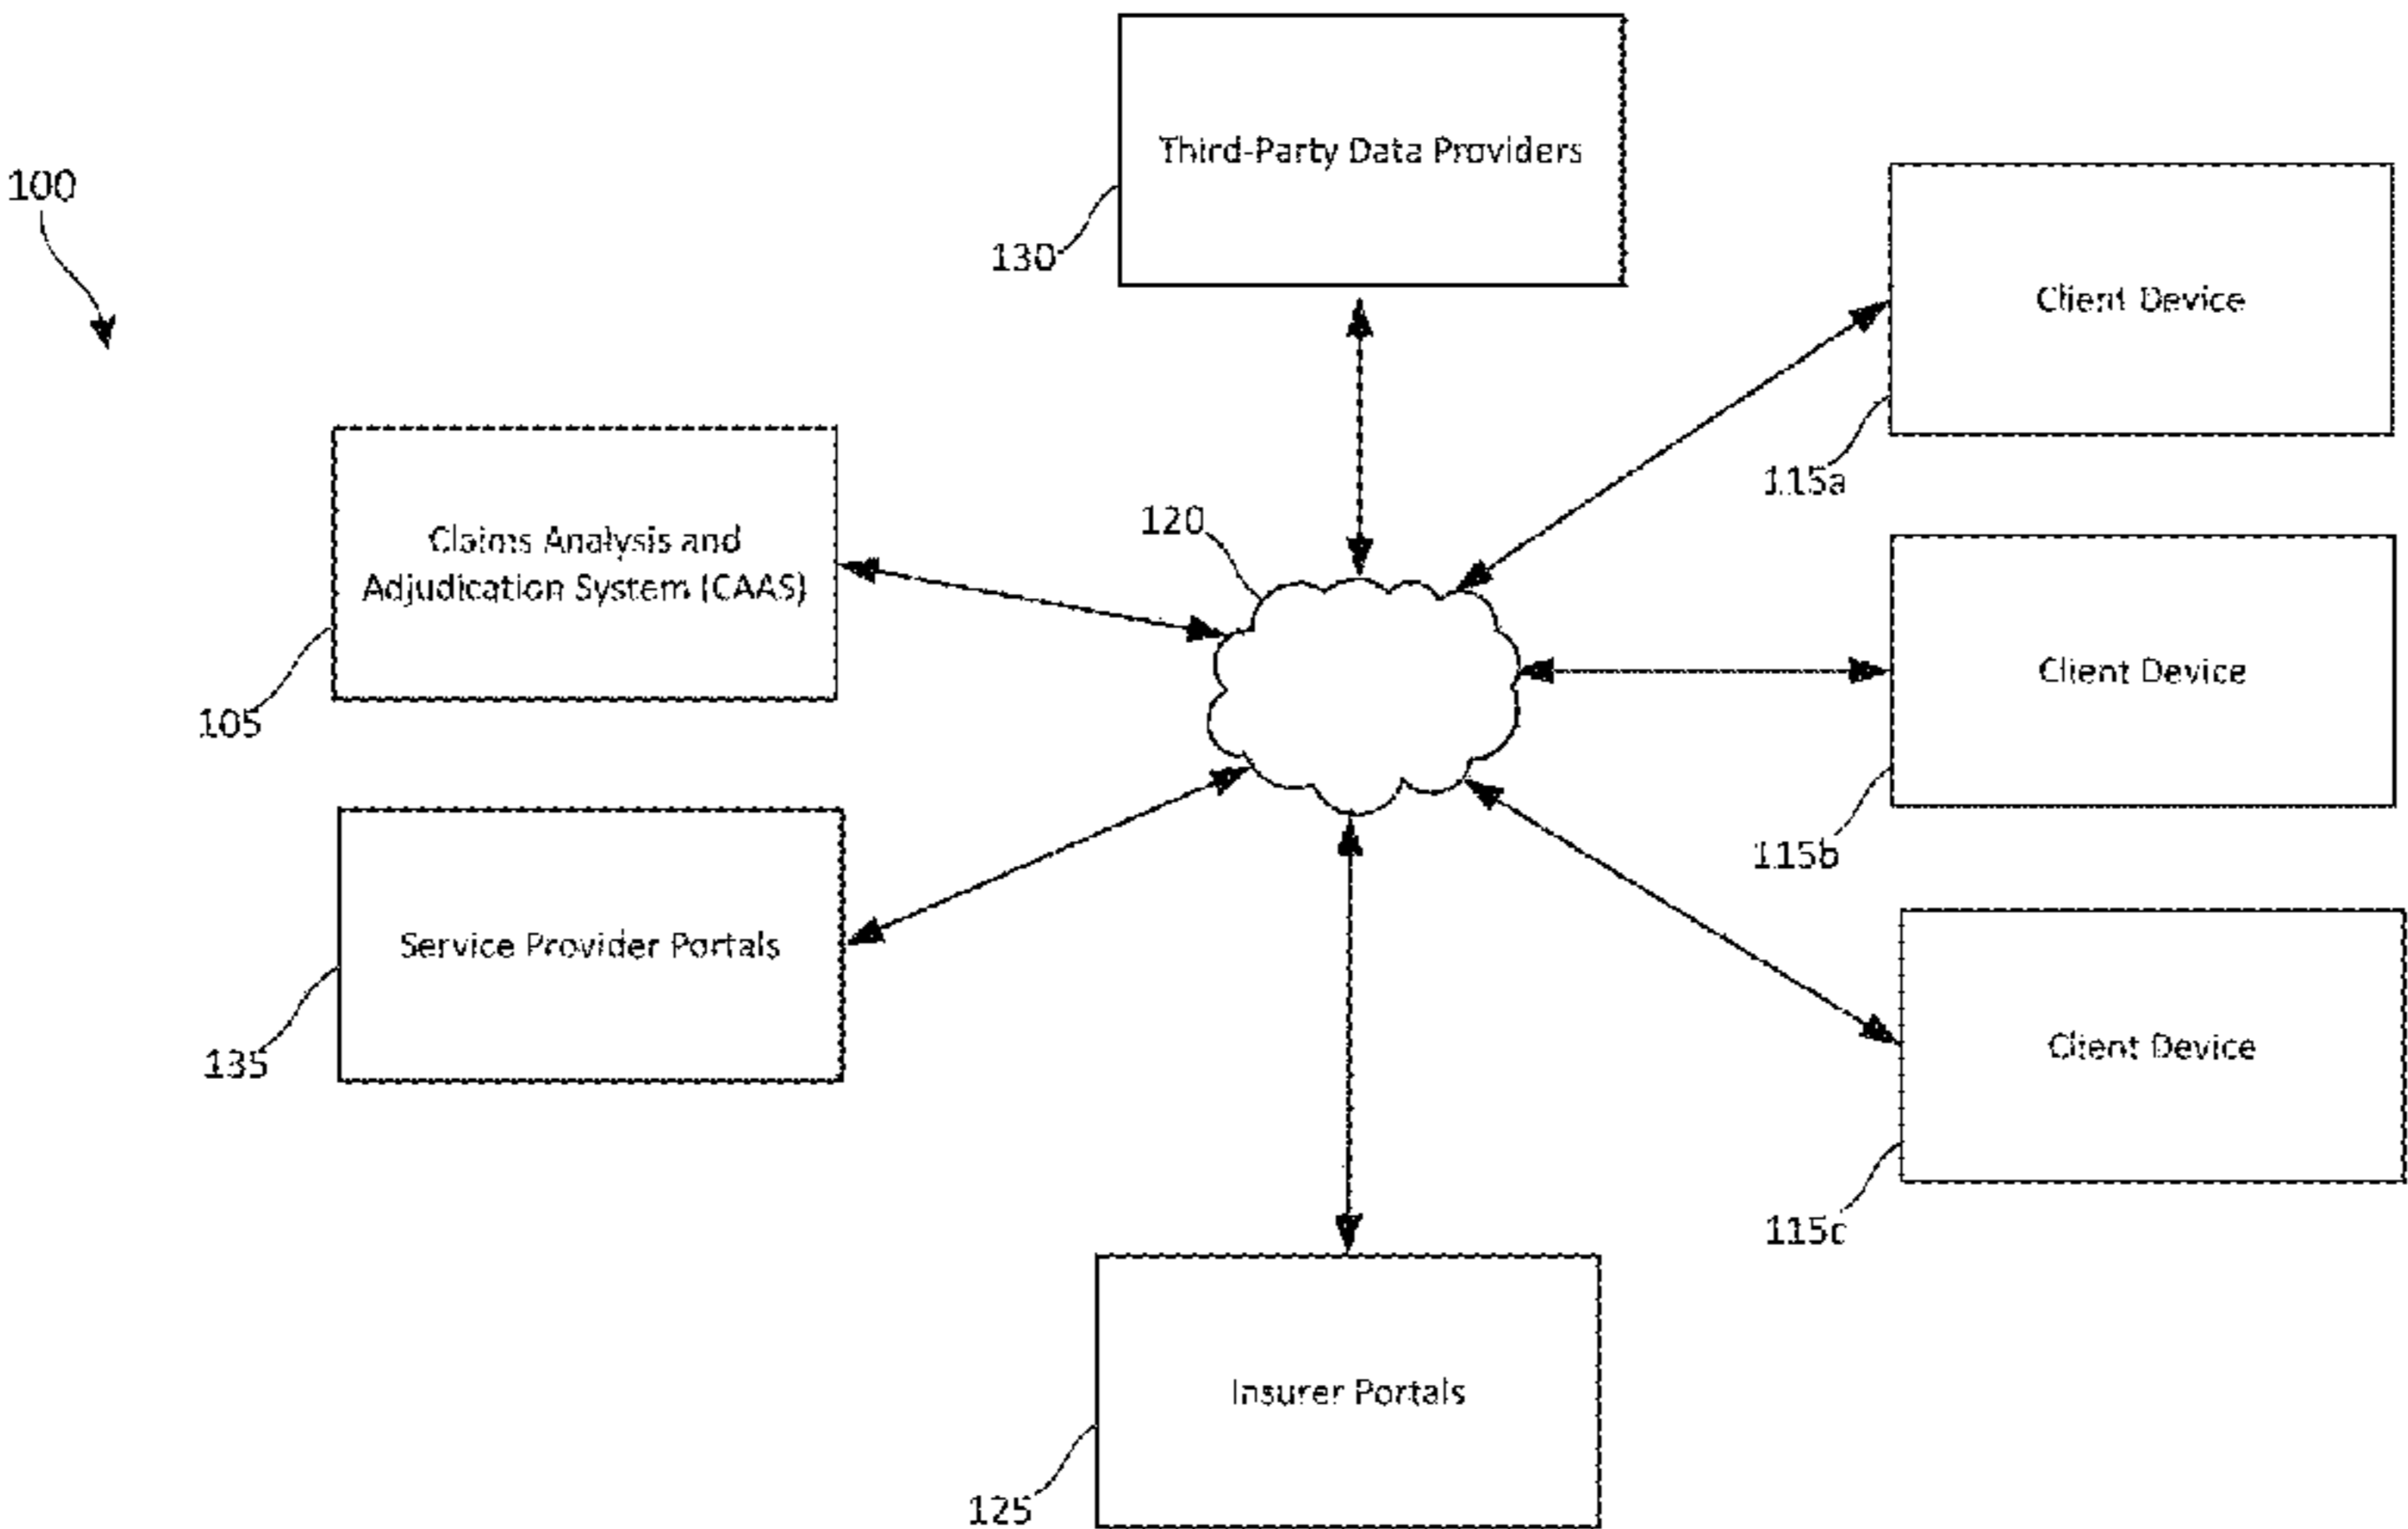 Third-Party Data Providers
100
130
Client Device
115a
120
Claims Analysis and
Adjudication System (CAAS)
105
Client Device
115b
Service Provider Portals
135
Client Device
115c
Insurer Portals
125